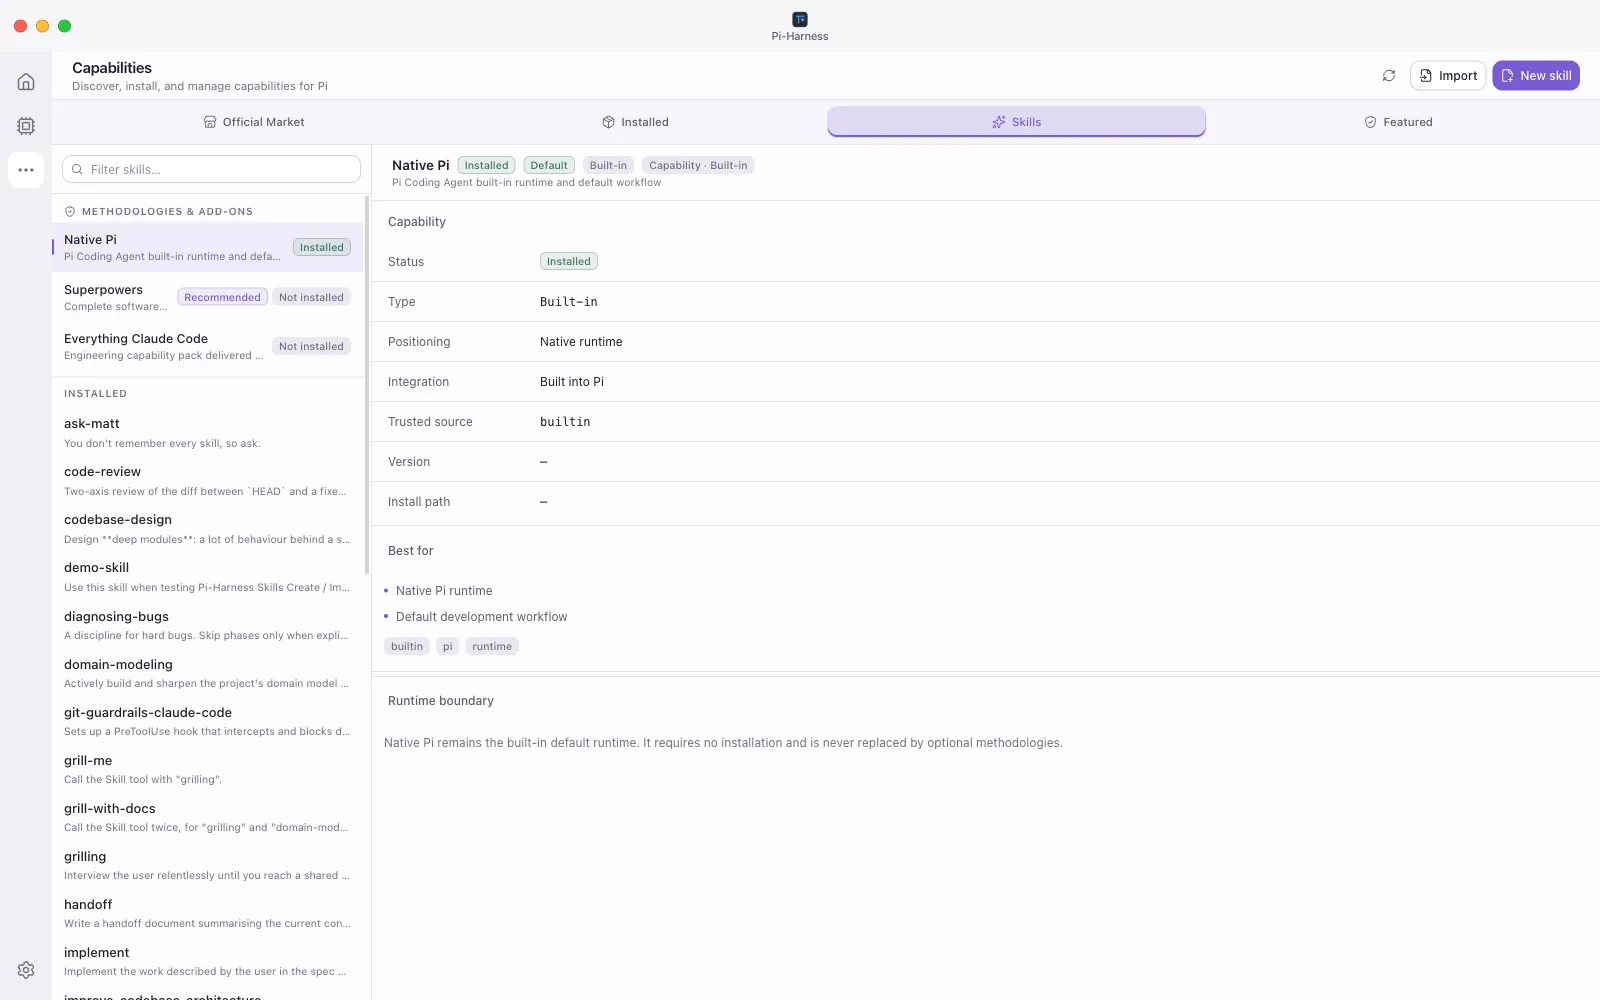 Pi-Harness
Capabilities
Discover, install, and manage capabilities for Pi
Import
New skill
Official Market
Installed
Skills
Featured
Filter skills...
METHODOLOGIES & ADD-ONS
Native Pi
Pi Coding Agent built-in runtime and defa...
Installed
Superpowers
Complete software...
Recommended
Not installed
Everything Claude Code
Engineering capability pack delivered ...
Not installed
INSTALLED
ask-matt
You don't remember every skill, so ask.
code-review
Two-axis review of the diff between `HEAD` and a fixe...
codebase-design
Design **deep modules**: a lot of behaviour behind a s...
demo-skill
Use this skill when testing Pi-Harness Skills Create / Im...
diagnosing-bugs
A discipline for hard bugs. Skip phases only when expli...
domain-modeling
Actively build and sharpen the project's domain model ...
git-guardrails-claude-code
Sets up a PreToolUse hook that intercepts and blocks d...
grill-me
Call the Skill tool with "grilling".
grill-with-docs
Call the Skill tool twice, for "grilling" and "domain-mod...
grilling
Interview the user relentlessly until you reach a shared ...
handoff
Write a handoff document summarising the current con...
implement
Implement the work described by the user in the spec ...
improve-codebase-architecture
Native Pi
Installed
Default
Built-in
Capability · Built-in
Pi Coding Agent built-in runtime and default workflow
Capability
Status
Installed
Type
Built-in
Positioning
Native runtime
Integration
Built into Pi
Trusted source
builtin
Version
—
Install path
—
Best for
• Native Pi runtime
• Default development workflow
builtin
pi
runtime
Runtime boundary
Native Pi remains the built-in default runtime. It requires no installation and is never replaced by optional methodologies.